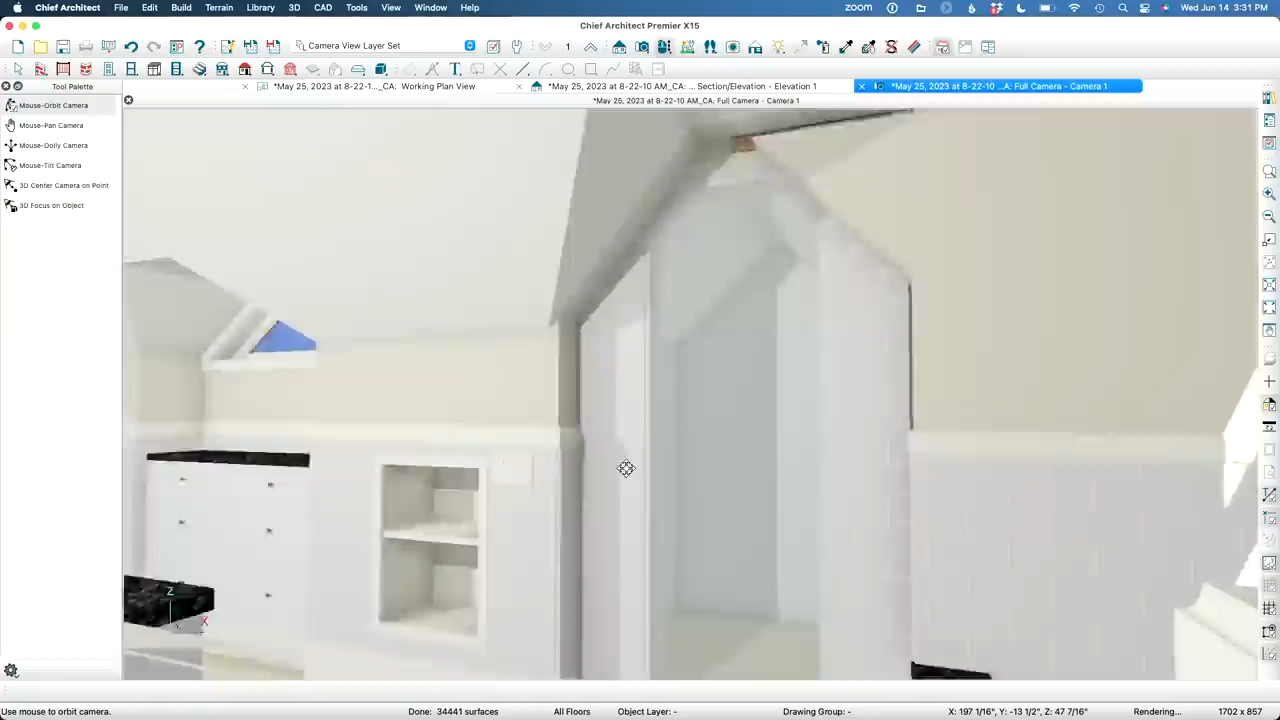 Chief Architect File Edit Build Terrain Library 3D CAD Tools View Window Help ZOOM Wed Jun 14 3:31 PM
Chief Architect Premier X15
Camera View Layer Set 1
Tool Palette
*May 25, 2023 at 8-22-1..._CA: Working Plan View
*May 25, 2023 at 8-22-10 AM_CA: ... Section/Elevation - Elevation 1
*May 25, 2023 at 8-22-10 ...A: Full Camera - Camera 1
*May 25, 2023 at 8-22-10 AM_CA: Full Camera - Camera 1
Mouse-Orbit Camera
Mouse-Pan Camera
Mouse-Dolly Camera
Mouse-Tilt Camera
3D Center Camera on Point
3D Focus on Object
Z
X
Use mouse to orbit camera. Done: 34441 surfaces All Floors Object Layer: - Drawing Group: - X: 197 1/16", Y: -13 1/2", Z: 47 7/16" Rendering... 1702 x 857